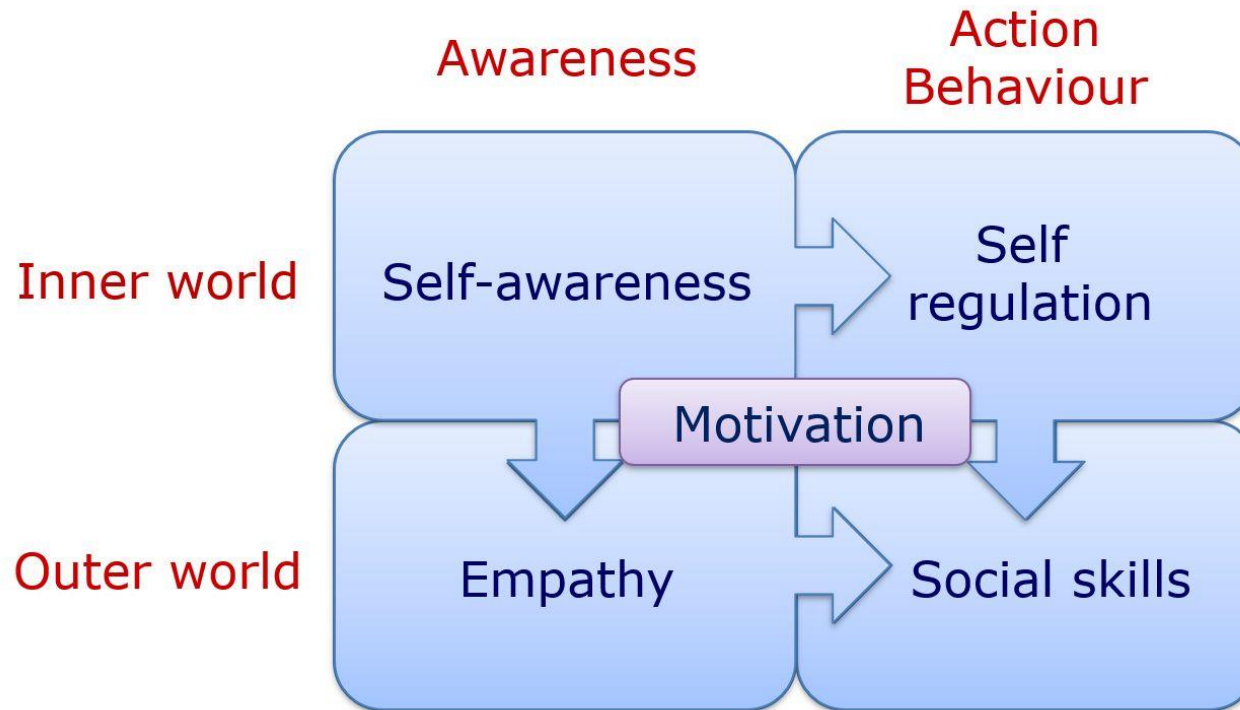 Awareness
Action
Behaviour
Inner world
Self-awareness
Self
regulation
Motivation
Outer world
Empathy
Social skills